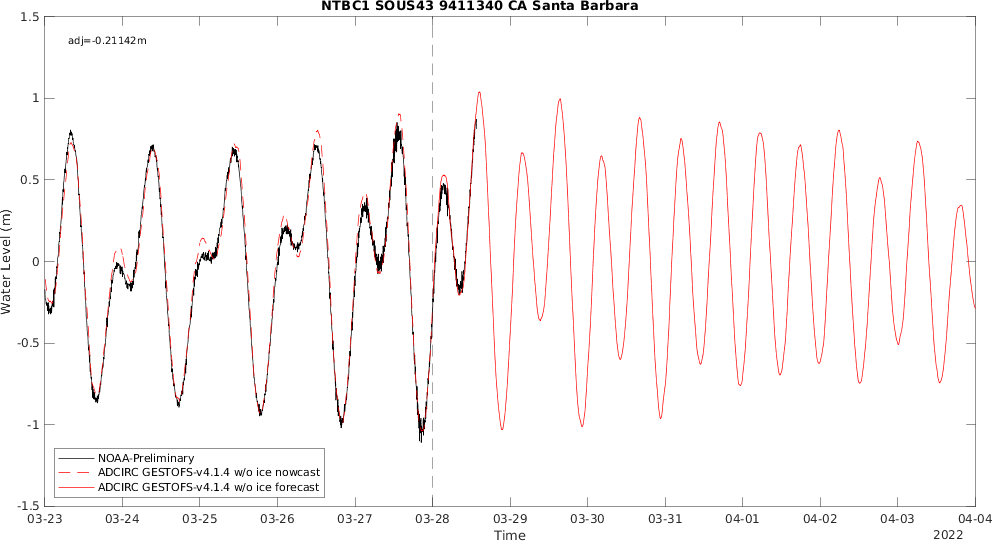 NTBC1 SOUS43 9411340 CA Santa Barbara
adj=-0.21142m
1.5
1
0.5
0
-0.5
-1
-1.5
Water Level (m)
NOAA-Preliminary
ADCIRC GESTOFS-v4.1.4 w/o ice nowcast
ADCIRC GESTOFS-v4.1.4 w/o ice forecast
03-23 03-24 03-25 03-26 03-27 03-28 03-29 03-30 03-31 04-01 04-02 04-03 04-04
Time
2022